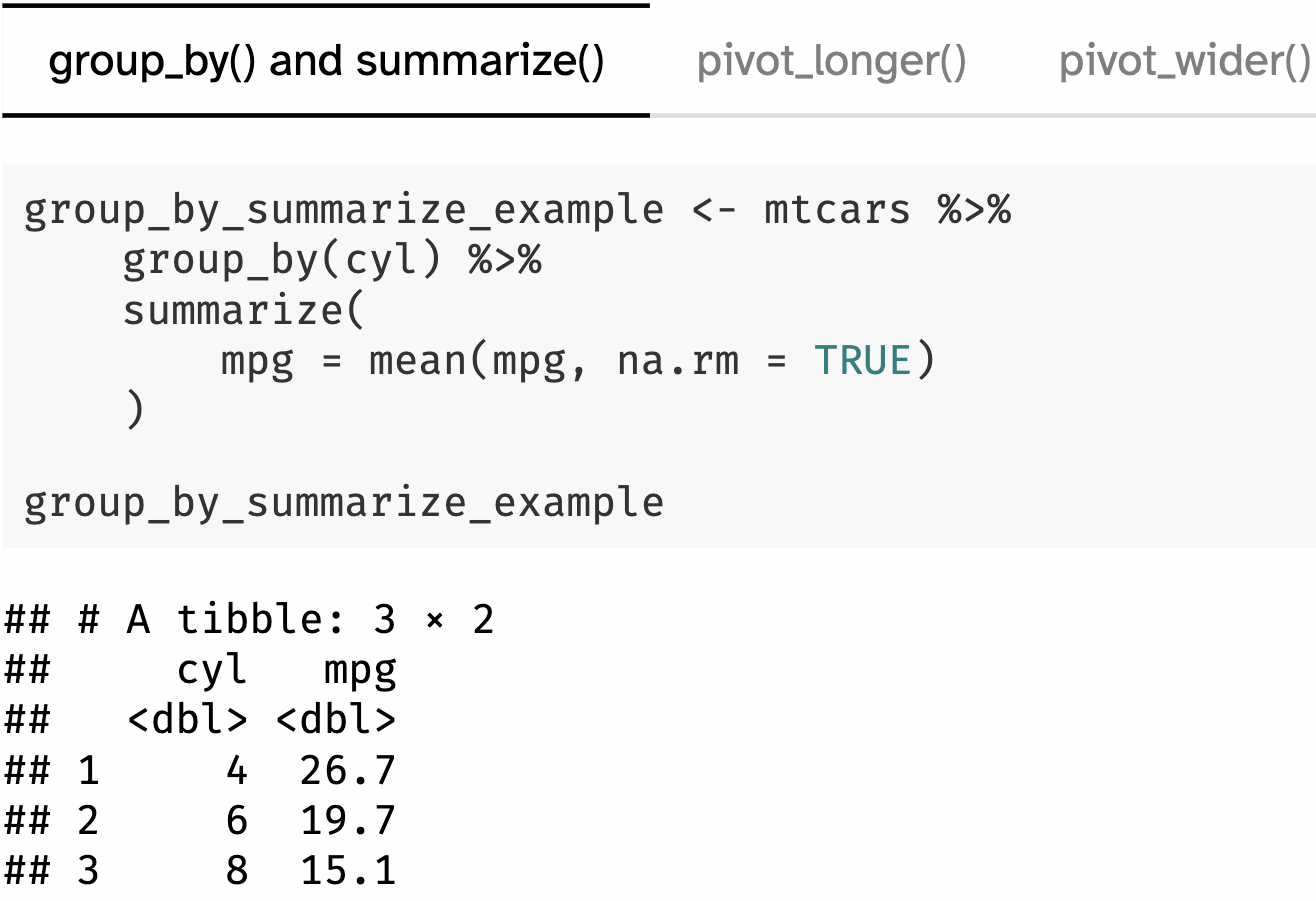 group_by() and summarize() pivot_longer() pivot_wider()
group_by_summarize_example <- mtcars %>%
    group_by(cyl) %>%
    summarize(
        mpg = mean(mpg, na.rm = TRUE)
    )

group_by_summarize_example
## # A tibble: 3 × 2
##     cyl   mpg
##   <dbl> <dbl>
## 1     4  26.7
## 2     6  19.7
## 3     8  15.1